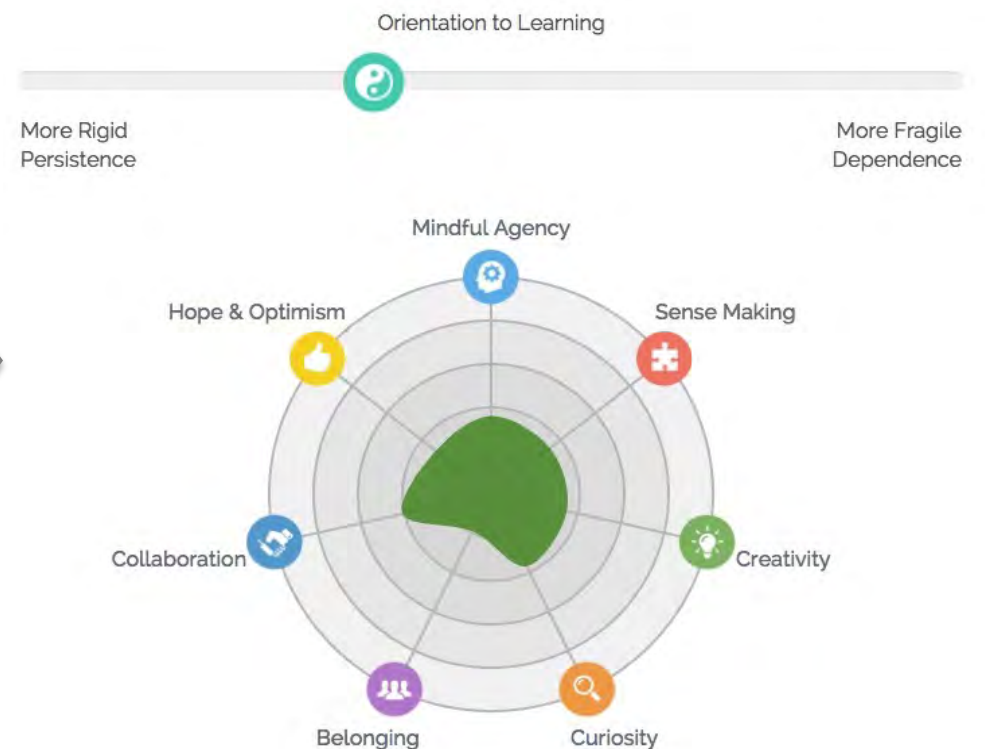 Orientation to Learning
More Rigid
Persistence
More Fragile
Dependence
Mindful Agency
Hope & Optimism
Sense Making
Collaboration
Creativity
Belonging
Curiosity